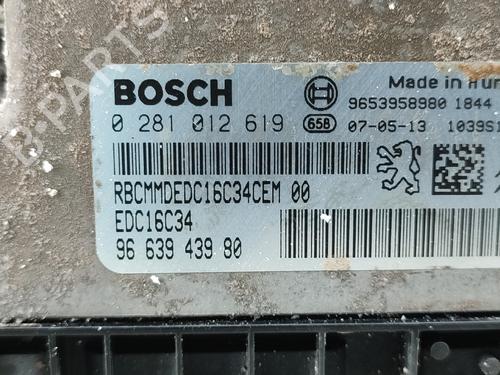 BOSCH
Made in Hun
9653958980 1844
0 281 012 619 658 07-05-13 1039S
RBCMMDEDC16C34CEM 00
EDC16C34
96 639 439 80
PARTS